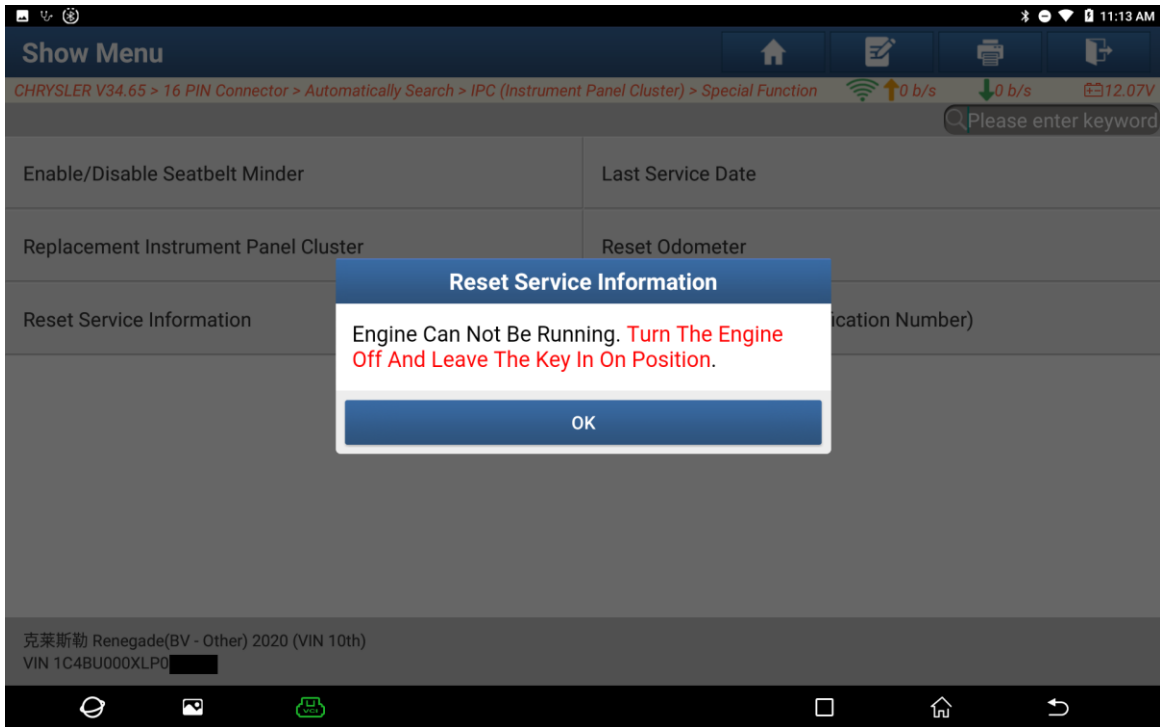 11:13 AM
Show Menu
CHRYSLER V34.65 > 16 PIN Connector > Automatically Search > IPC (Instrument Panel Cluster) > Special Function
0 b/s
0 b/s
12.07V
Please enter keyword
Enable/Disable Seatbelt Minder
Last Service Date
Replacement Instrument Panel Cluster
Reset Odometer
Reset Service Information
ication Number)
Reset Service Information
Engine Can Not Be Running. Turn The Engine
Off And Leave The Key In On Position.
OK
克莱斯勒 Renegade(BV - Other) 2020 (VIN 10th)
VIN 1C4BU000XLP0
VCI